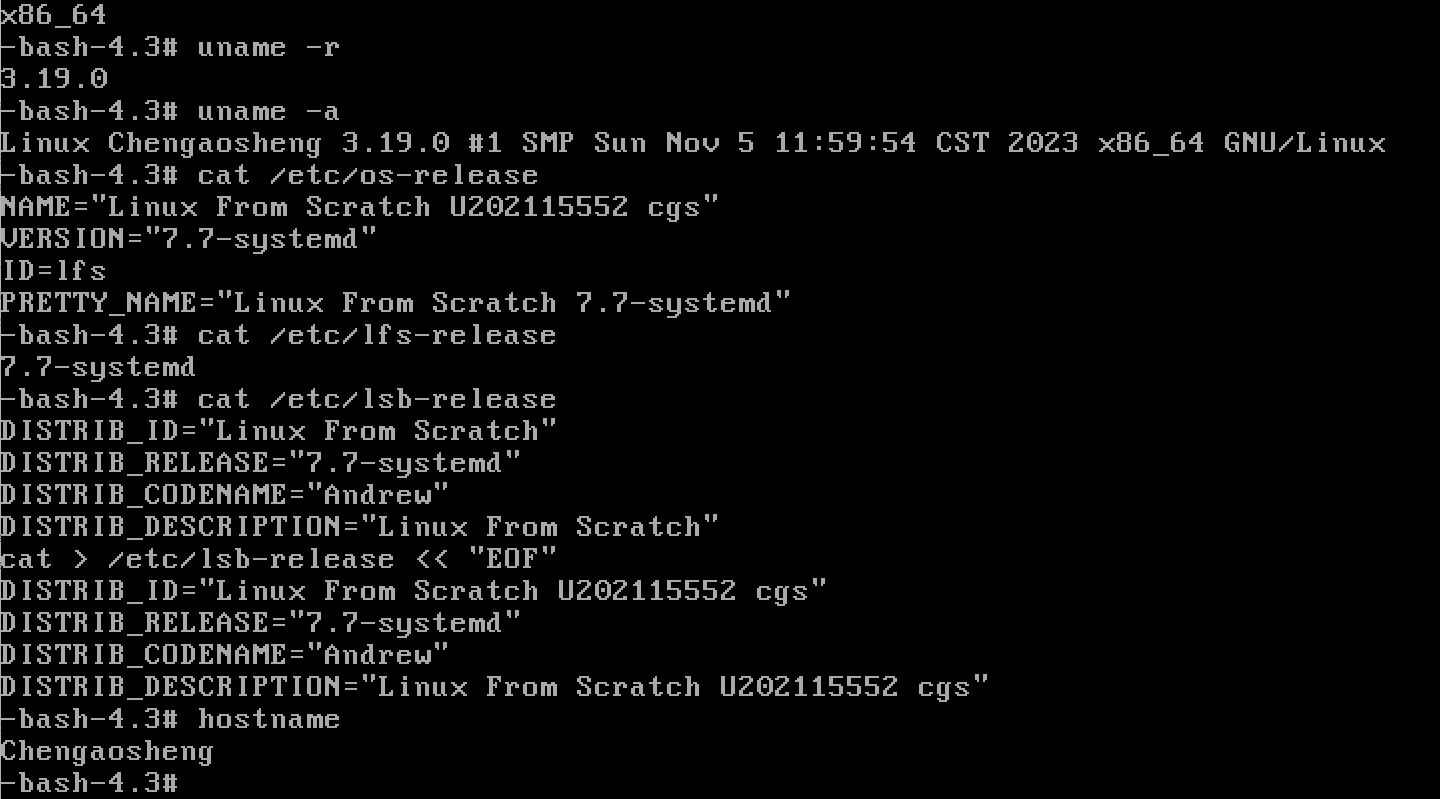 x86_64
-bash-4.3# uname -r
3.19.0
-bash-4.3# uname -a
Linux Chengaosheng 3.19.0 #1 SMP Sun Nov 5 11:59:54 CST 2023 x86_64 GNU/Linux
-bash-4.3# cat /etc/os-release
NAME="Linux From Scratch U202115552 cgs"
VERSION="7.7-systemd"
ID=lfs
PRETTY_NAME="Linux From Scratch 7.7-systemd"
-bash-4.3# cat /etc/lfs-release
7.7-systemd
-bash-4.3# cat /etc/lsb-release
DISTRIB_ID="Linux From Scratch"
DISTRIB_RELEASE="7.7-systemd"
DISTRIB_CODENAME="Andrew"
DISTRIB_DESCRIPTION="Linux From Scratch"
cat > /etc/lsb-release << "EOF"
DISTRIB_ID="Linux From Scratch U202115552 cgs"
DISTRIB_RELEASE="7.7-systemd"
DISTRIB_CODENAME="Andrew"
DISTRIB_DESCRIPTION="Linux From Scratch U202115552 cgs"
-bash-4.3# hostname
Chengaosheng
-bash-4.3#